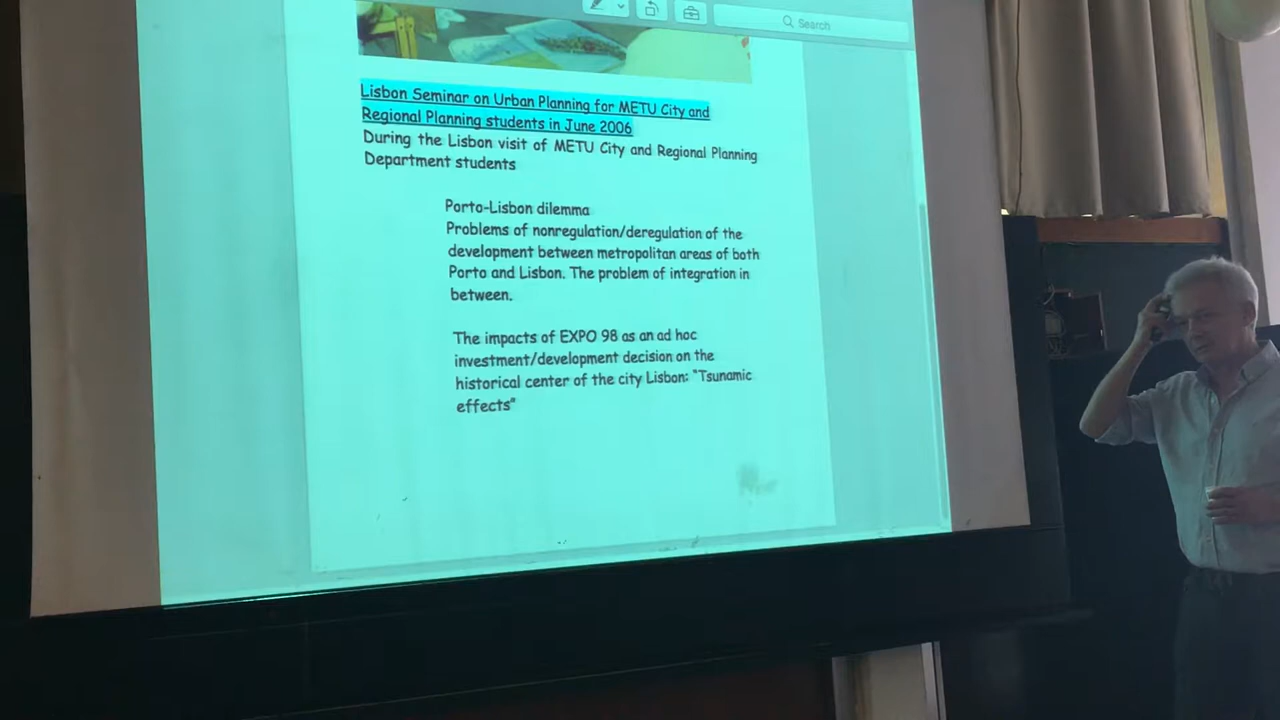 Search
Lisbon Seminar on Urban Planning for METU City and
Regional Planning students in June 2006
During the Lisbon visit of METU City and Regional Planning
Department students
Porto-Lisbon dilemma
Problems of nonregulation/deregulation of the
development between metropolitan areas of both
Porto and Lisbon. The problem of integration in
between.
The impacts of EXPO 98 as an ad hoc
investment/development decision on the
historical center of the city Lisbon: "Tsunamic
effects"